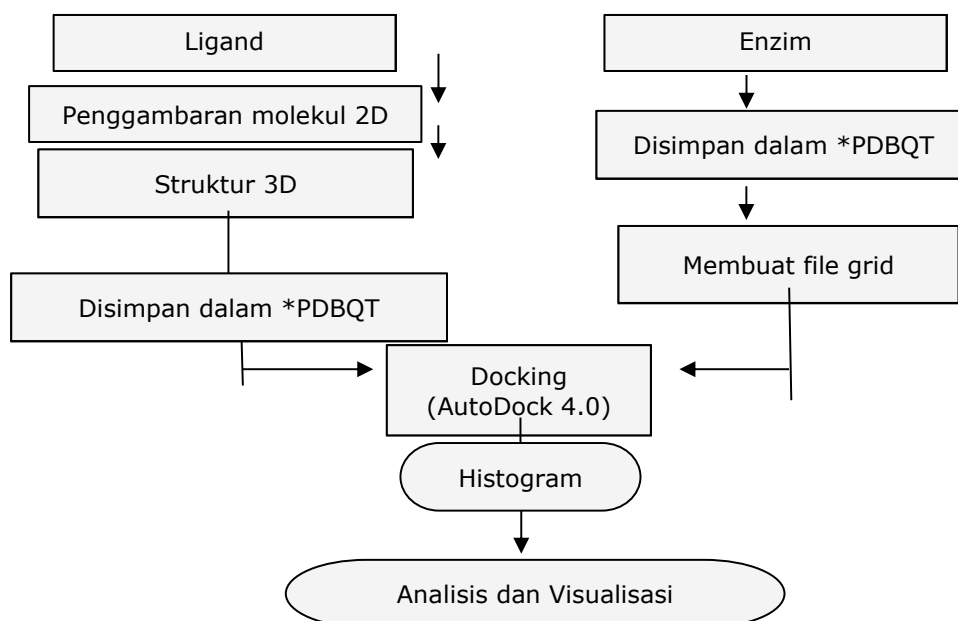 Ligand
Penggambaran molekul 2D
Struktur 3D
Disimpan dalam *PDBQT
Enzim
Disimpan dalam *PDBQT
Membuat file grid
Docking
(AutoDock 4.0)
Histogram
Analisis dan Visualisasi